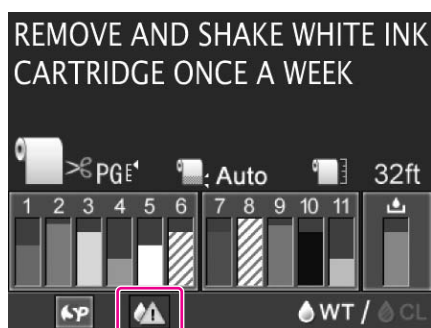 REMOVE AND SHAKE WHITE INK
CARTRIDGE ONCE A WEEK
PGE Auto 32ft
1 2 3 4 5 6 7 8 9 10 11
P WT / CL